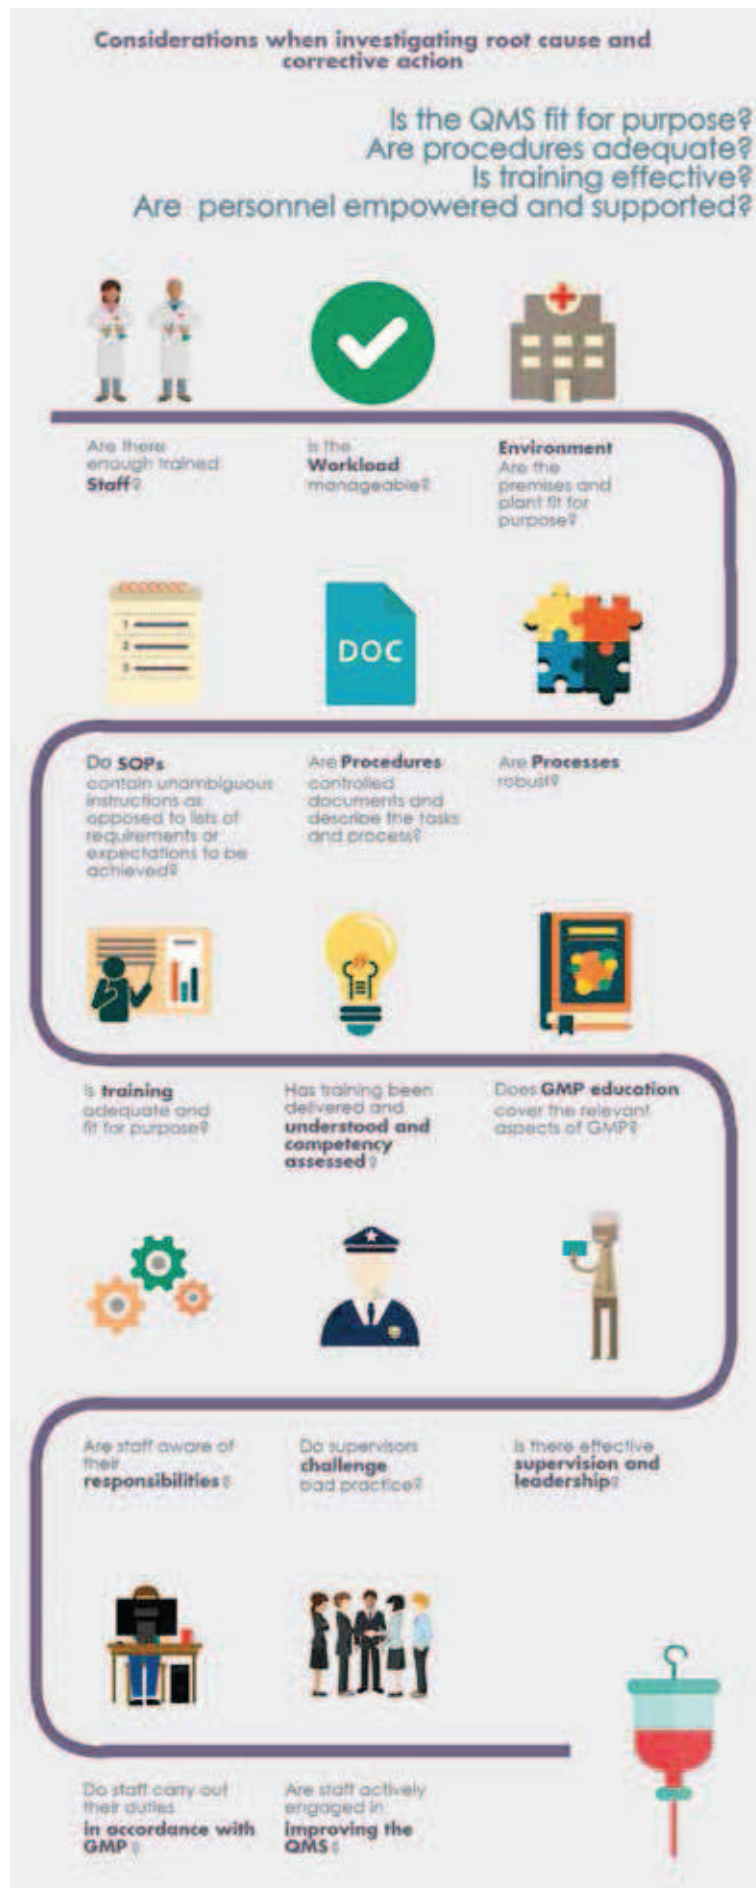 Considerations when investigating root cause and
corrective action
Is the QMS fit for purpose?
Are procedures adequate?
Is training effective?
Are personnel empowered and supported?
Are there
enough trained
Staff?
Is the
Workload
manageable?
Environment
Are the
premises and
plant fit for
purpose?
1
2
3
DOC
Do SOPs
contain unambiguous
instructions as
opposed to lists of
requirements or
expectations to be
achieved?
Are Procedures
controlled
documents and
describe the tasks
and process?
Are Processes
robust?
Is training
adequate and
fit for purpose?
Has training been
delivered and
understood and
competency
assessed?
Does GMP education
cover the relevant
aspects of GMP?
Are staff aware of
their
responsibilities?
Do supervisors
challenge
bad practice?
Is there effective
supervision and
leadership?
Do staff carry out
their duties
in accordance with
GMP?
Are staff actively
engaged in
improving the
QMS?